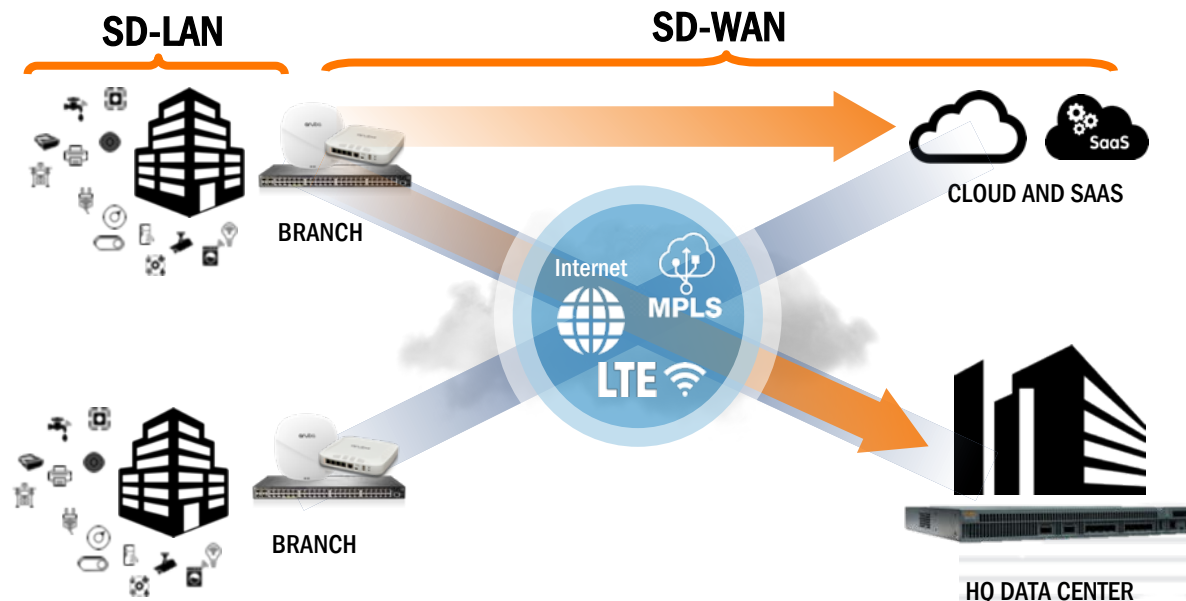 SD-LAN
SD-WAN
SaaS
CLOUD AND SAAS
BRANCH
Internet
MPLS
LTE
BRANCH
HQ DATA CENTER